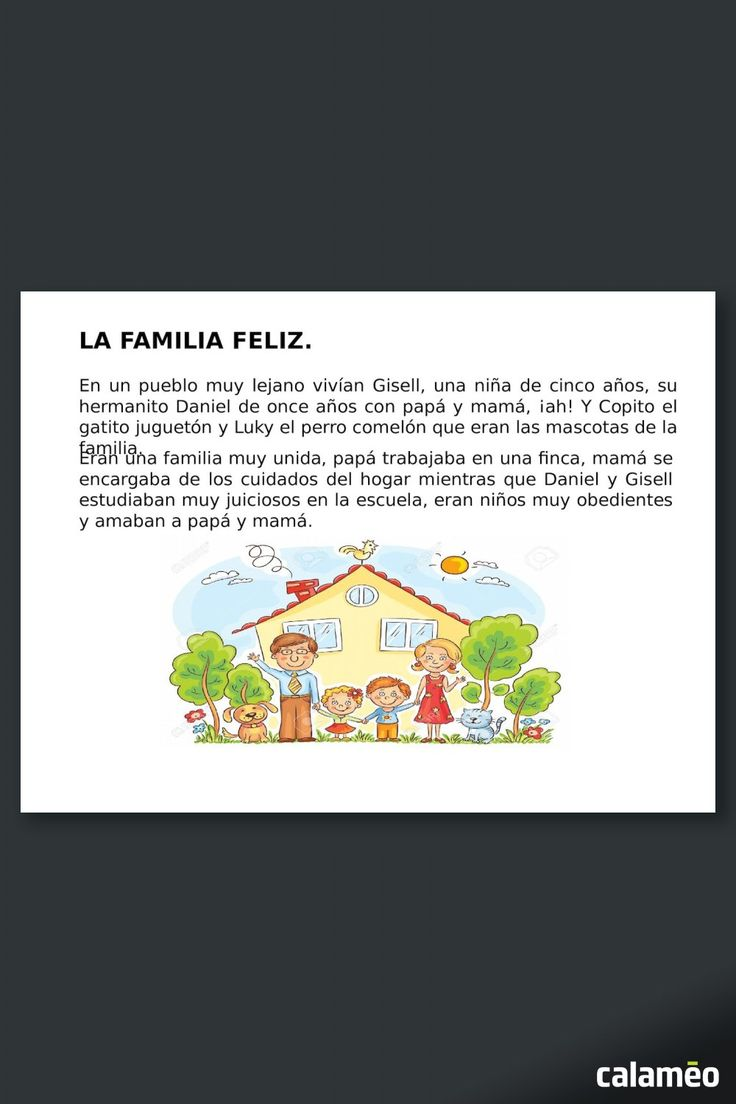 LA FAMILIA FELIZ.
En un pueblo muy lejano vivían Gisell, una niña de cinco años, su
hermanito Daniel de once años con papá y mamá, ¡ah! Y Copito el
gatito juguetón y Luky el perro comelón que eran las mascotas de la
familia.
Eran una familia muy unida, papá trabajaba en una finca, mamá se
encargaba de los cuidados del hogar mientras que Daniel y Gisell
estudiaban muy juiciosos en la escuela, eran niños muy obedientes
y amaban a papá y mamá.
calaméo